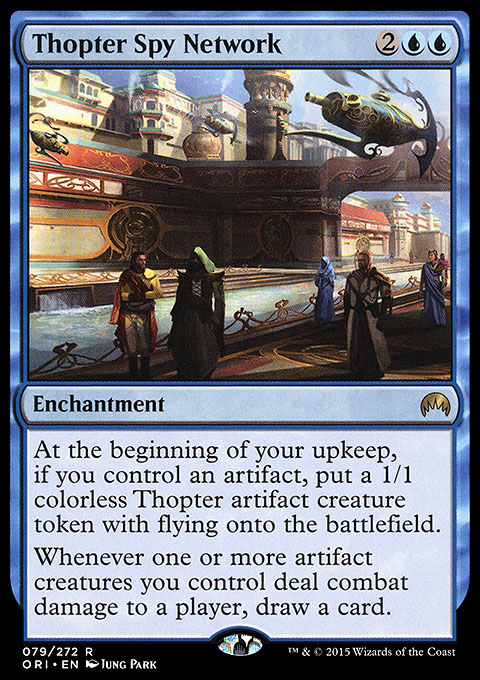 Thopter Spy Network 2
Enchantment
At the beginning of your upkeep,
if you control an artifact, put a 1/1
colorless Thopter artifact creature
token with flying onto the battlefield.
Whenever one or more artifact
creatures you control deal combat
damage to a player, draw a card.
079/272 R
ORI • EN Jung Park
™ & © 2015 Wizards of the Coast